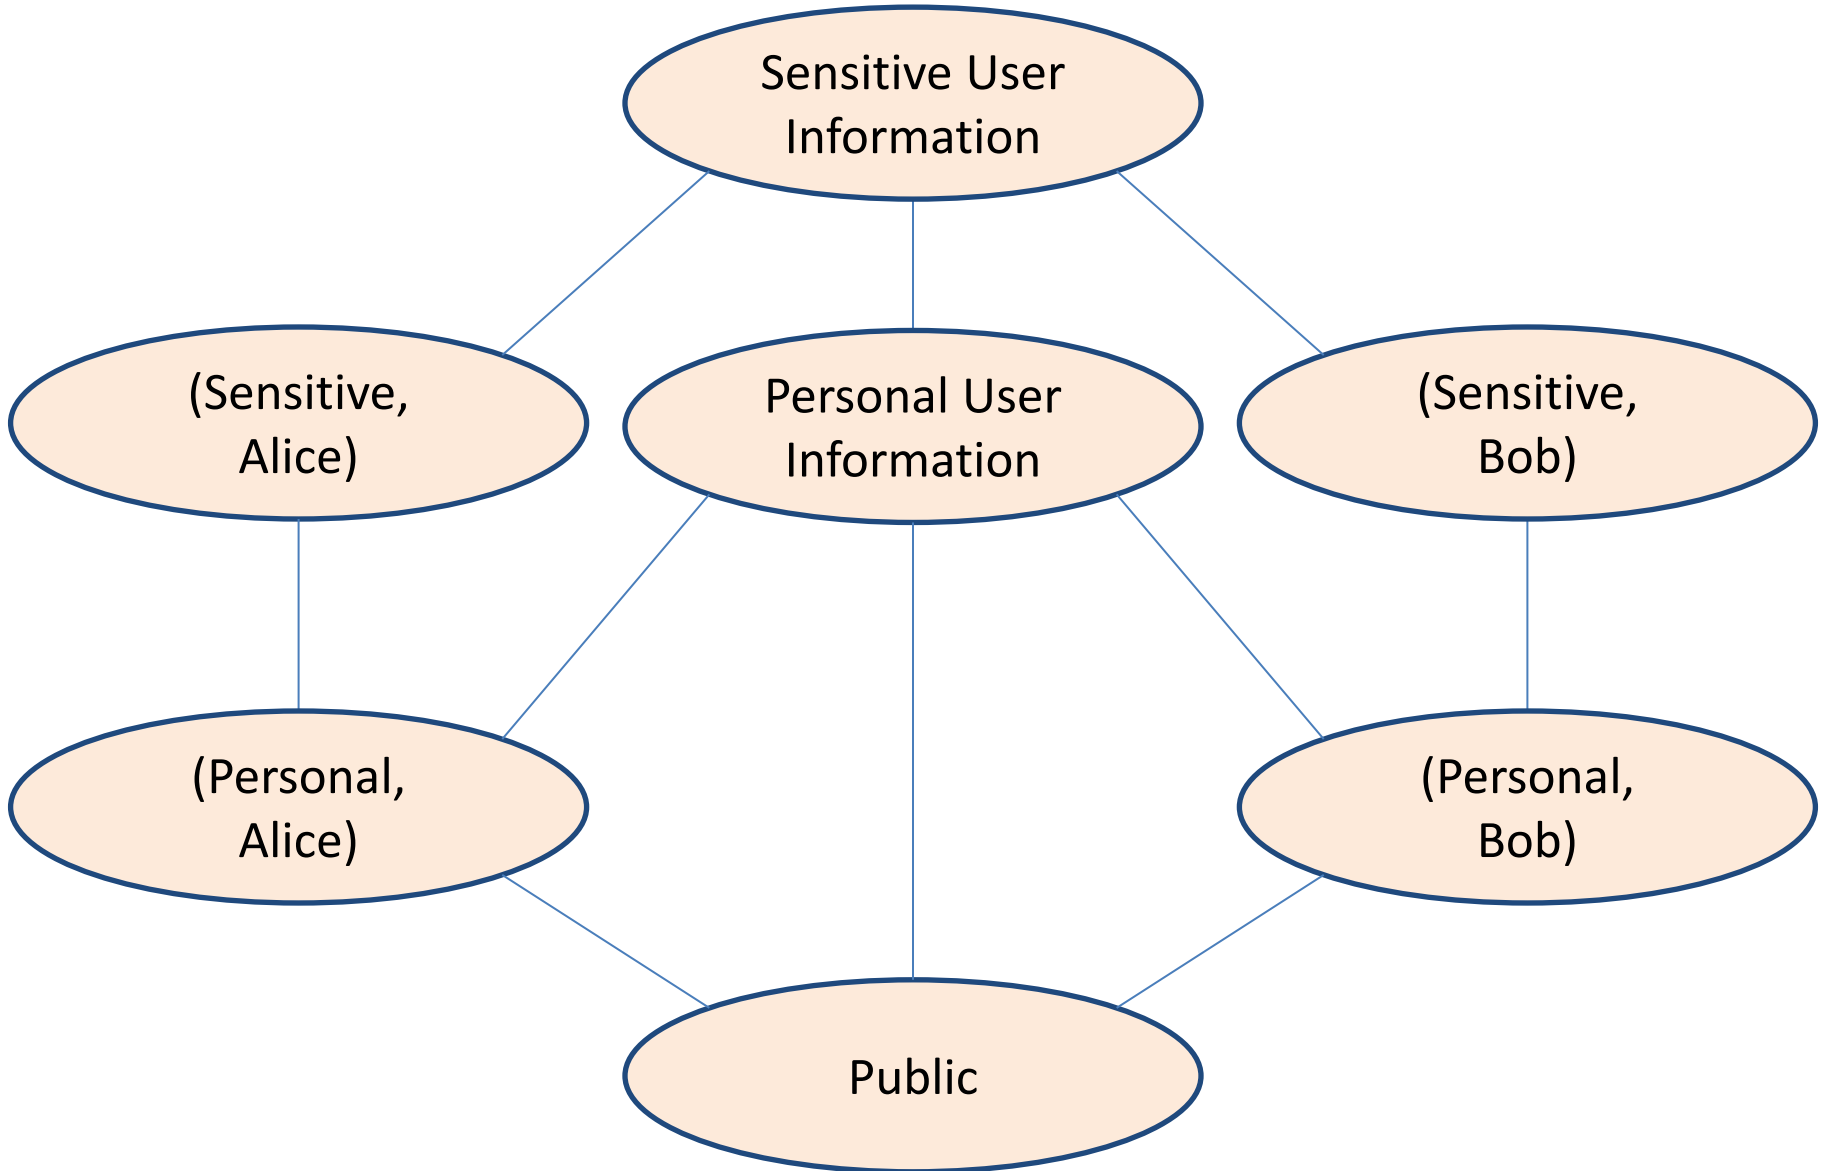 Sensitive User
Information
(Sensitive,
Alice)
Personal User
Information
(Sensitive,
Bob)
(Personal,
Alice)
(Personal,
Bob)
Public